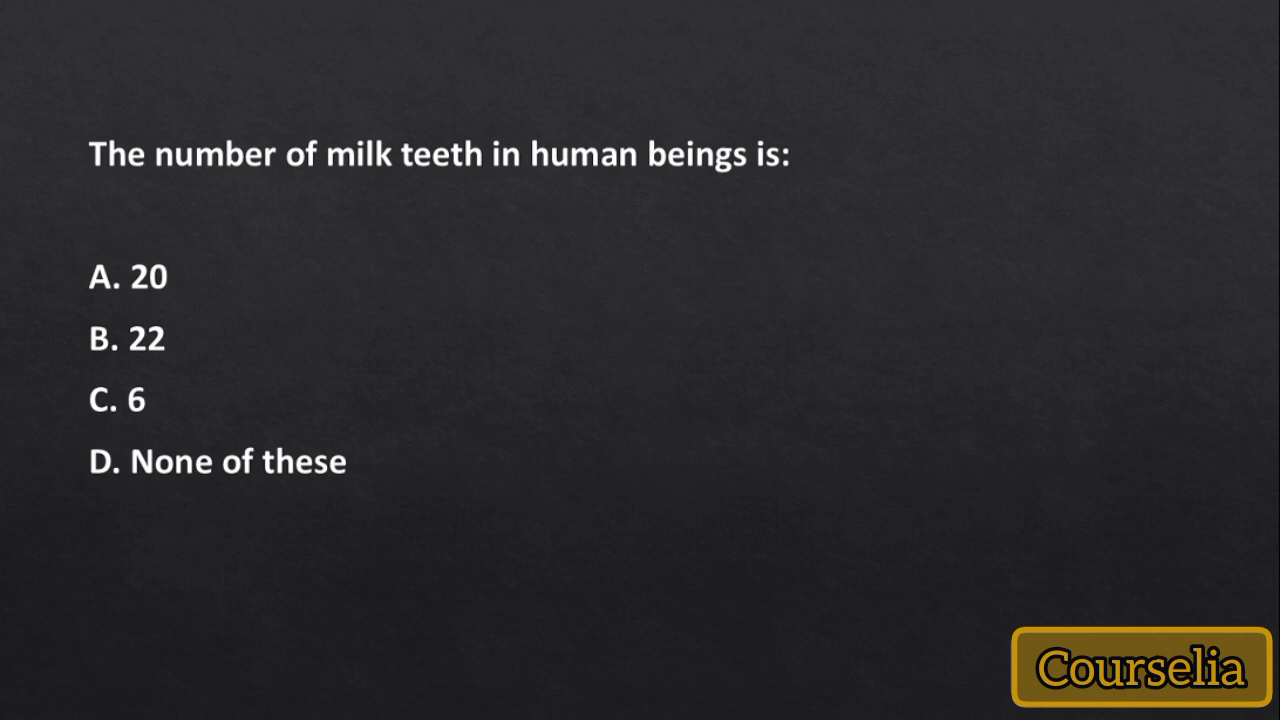 The number of milk teeth in human beings is:
A. 20
B. 22
C. 6
D. None of these
Courselia